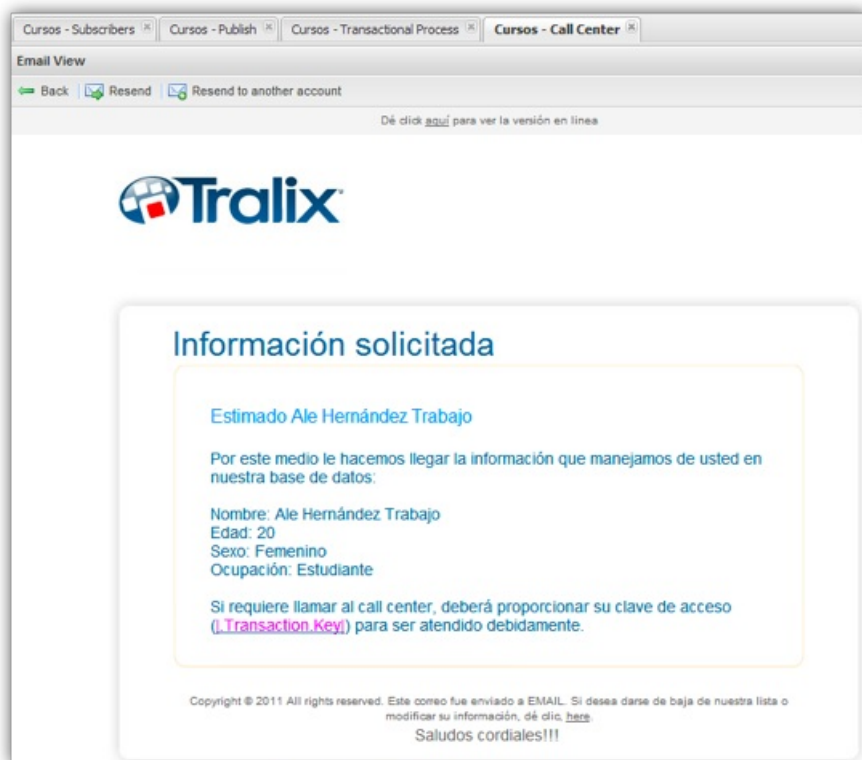 Cursos - Subscribers Cursos - Publish Cursos - Transactional Process Cursos - Call Center
Email View
Back Resend Resend to another account
Dé click aquí para ver la versión en línea
Tralix
Información solicitada
Estimado Ale Hernández Trabajo
Por este medio le hacemos llegar la información que manejamos de usted en
nuestra base de datos:
Nombre: Ale Hernández Trabajo
Edad: 20
Sexo: Femenino
Ocupación: Estudiante
Si requiere llamar al call center, deberá proporcionar su clave de acceso
(|.Transaction.Key|) para ser atendido debidamente.
Copyright © 2011 All rights reserved. Este correo fue enviado a EMAIL. Si desea darse de baja de nuestra lista o
modificar su información, dé clic, here.
Saludos cordiales!!!